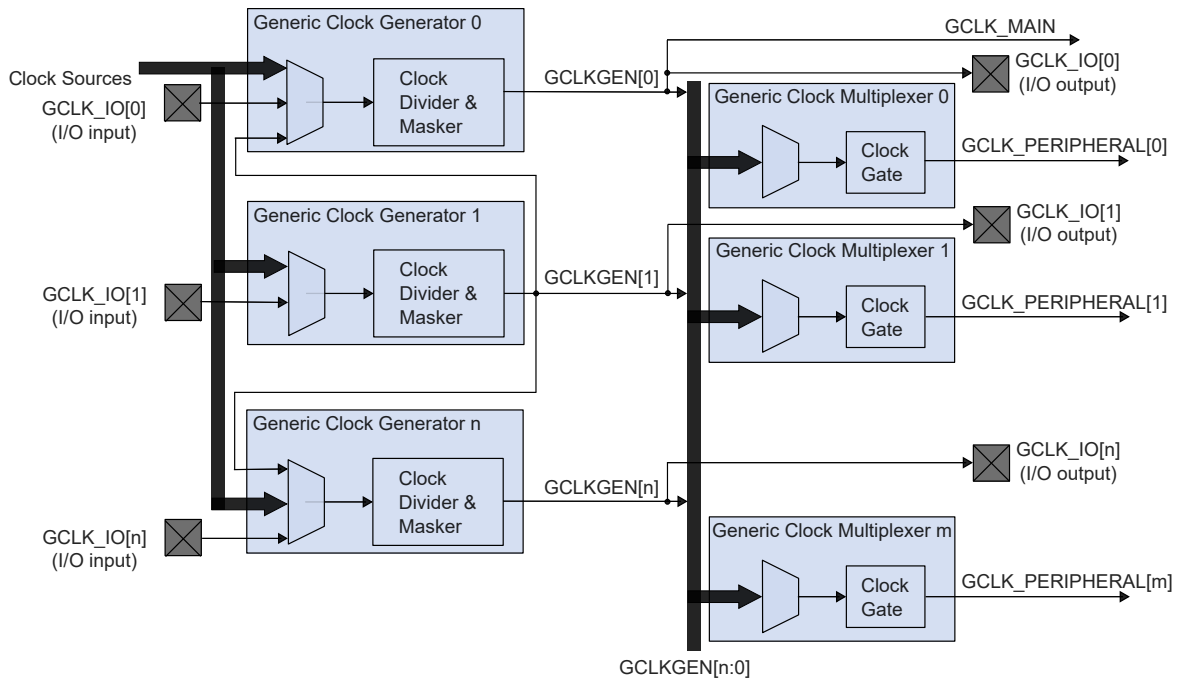 Generic Clock Generator 0
Clock Sources
GCLK_IO[0]
(I/O input)
Clock
Divider &
Masker
GCLKGEN[0]
GCLK_MAIN
GCLK_IO[0]
(I/O output)
Generic Clock Multiplexer 0
Clock
Gate
GCLK_PERIPHERAL[0]
Generic Clock Generator 1
GCLK_IO[1]
(I/O input)
Clock
Divider &
Masker
GCLKGEN[1]
GCLK_IO[1]
(I/O output)
Generic Clock Multiplexer 1
Clock
Gate
GCLK_PERIPHERAL[1]
Generic Clock Generator n
GCLK_IO[n]
(I/O input)
Clock
Divider &
Masker
GCLKGEN[n]
GCLK_IO[n]
(I/O output)
Generic Clock Multiplexer m
Clock
Gate
GCLK_PERIPHERAL[m]
GCLKGEN[n:0]